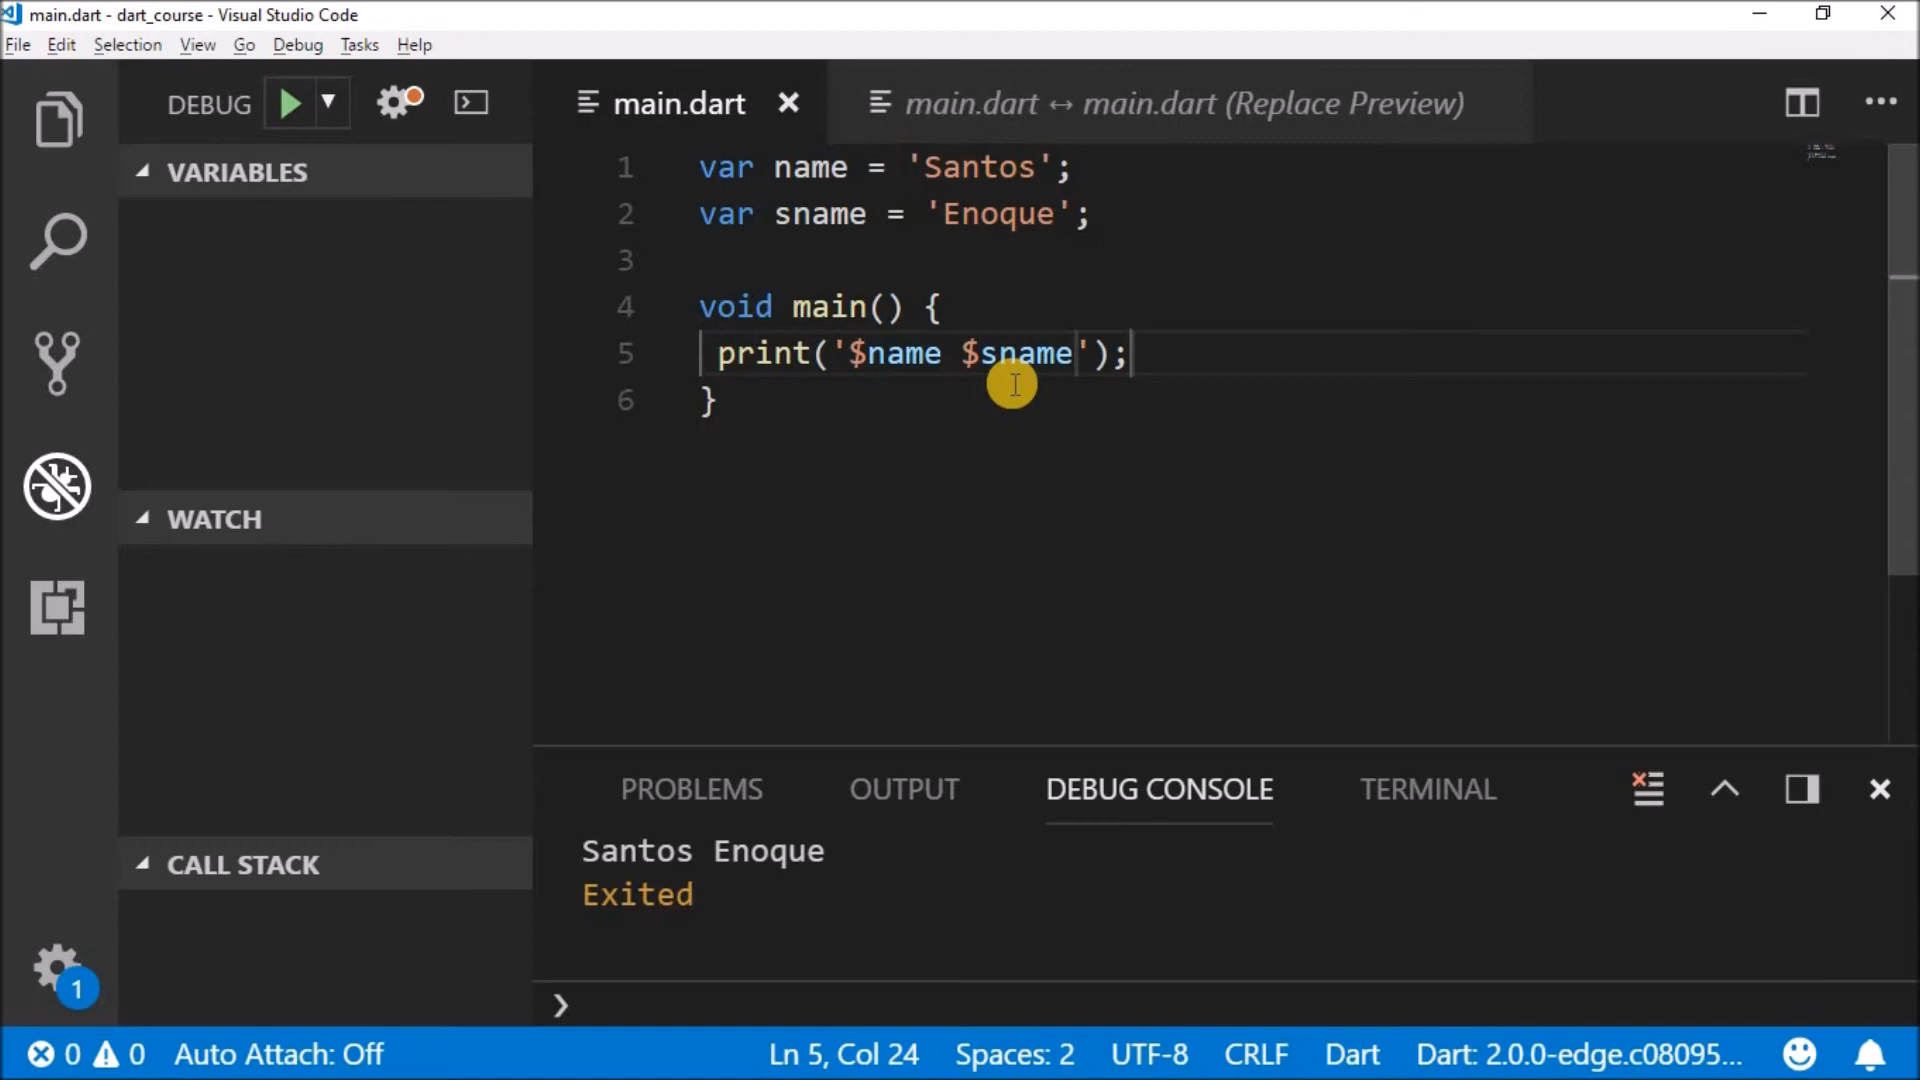 main.dart - dart_course - Visual Studio Code
File Edit Selection View Go Debug Tasks Help
DEBUG
main.dart
main.dart ↔ main.dart (Replace Preview)
VARIABLES
1 var name = 'Santos';
2 var sname = 'Enoque';
3
4 void main() {
5 print('$name $sname');
6 }
WATCH
PROBLEMS OUTPUT DEBUG CONSOLE TERMINAL
Santos Enoque
Exited
CALL STACK
1
❯
0 0 Auto Attach: Off Ln 5, Col 24 Spaces: 2 UTF-8 CRLF Dart Dart: 2.0.0-edge.c08095...